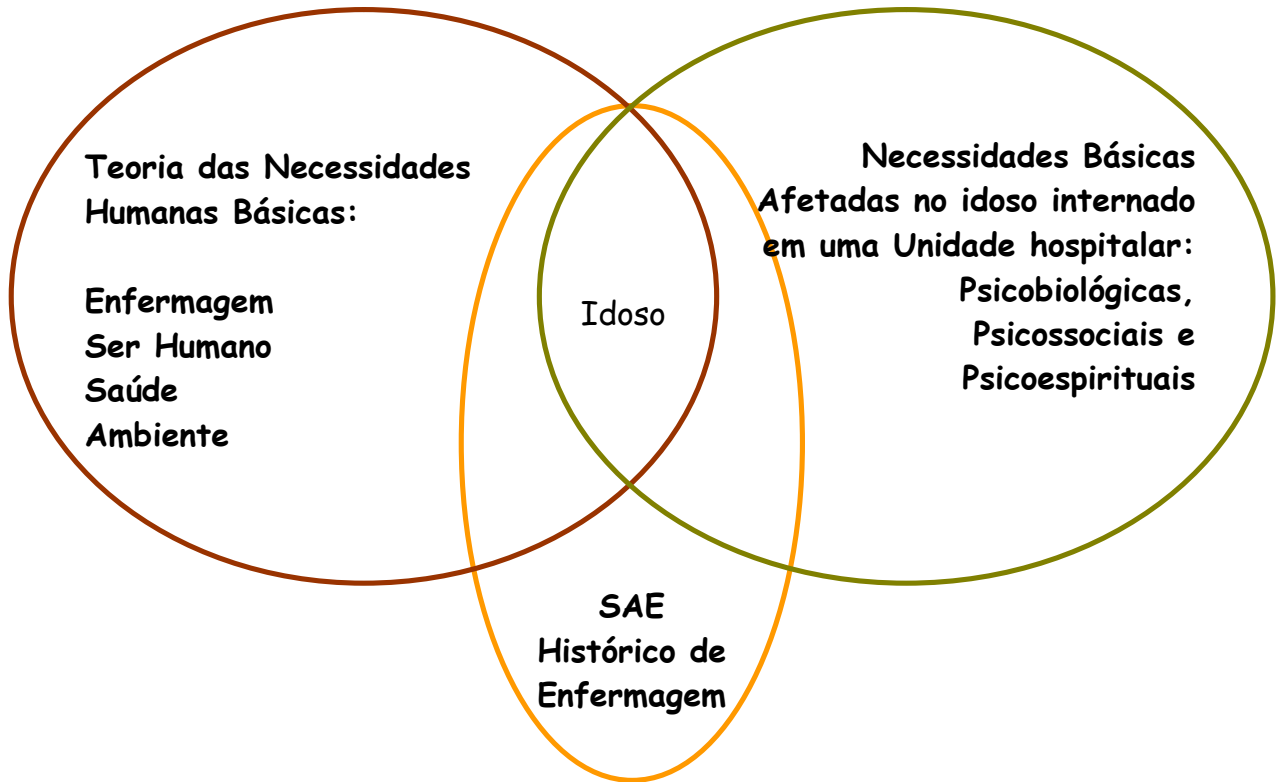 Teoria das Necessidades
Humanas Básicas:
Enfermagem
Ser Humano
Saúde
Ambiente
Idoso
Necessidades Básicas
Afetadas no idoso internado
em uma Unidade hospitalar:
Psicobiológicas,
Psicossociais e
Psicoespirituais
SAE
Histórico de
Enfermagem